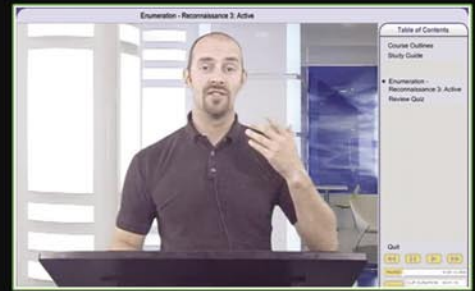 Enumeration - Reconnaissance 3: Active
Table of Contents
Course Outlines
Study Guide
Enumeration -
Reconnaissance 3: Active
Review Quiz
Quit